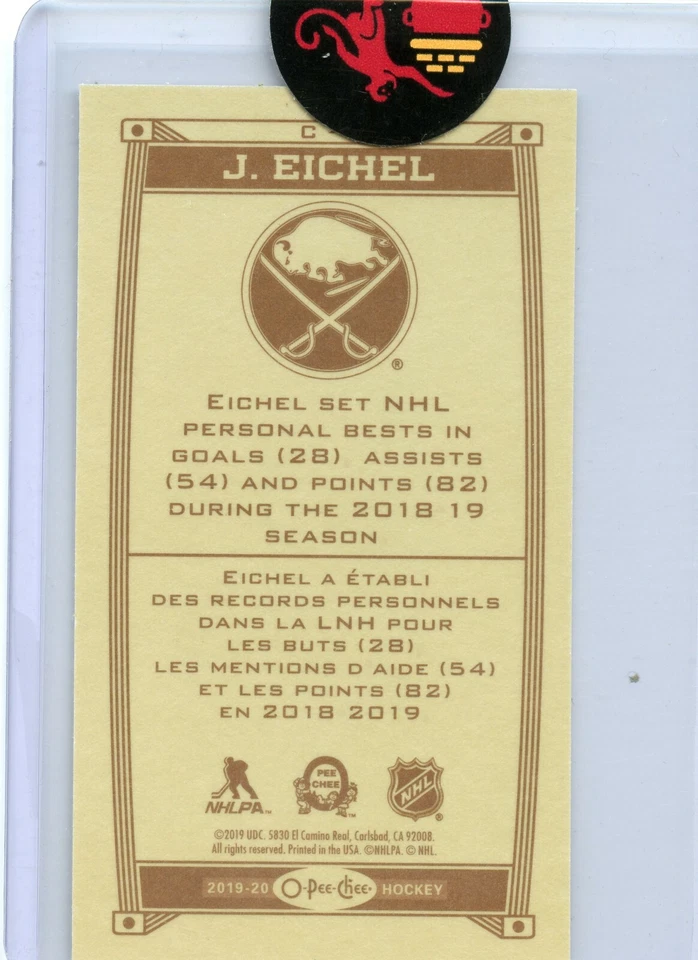 C
J. EICHEL
®
EICHEL SET NHL
PERSONAL BESTS IN
GOALS (28) ASSISTS
(54) AND POINTS (82)
DURING THE 2018 19
SEASON
EICHEL A ÉTABLI
DES RECORDS PERSONNELS
DANS LA LNH POUR
LES BUTS (28)
LES MENTIONS D AIDE (54)
ET LES POINTS (82)
EN 2018 2019
NHLPA™
O PEE CHEE™
NHL®
©2019 UDC. 5830 El Camino Real, Carlsbad, CA 92008.
All rights reserved. Printed in the USA. ©NHLPA. © NHL.
2019-20 O-Pee-Chee HOCKEY